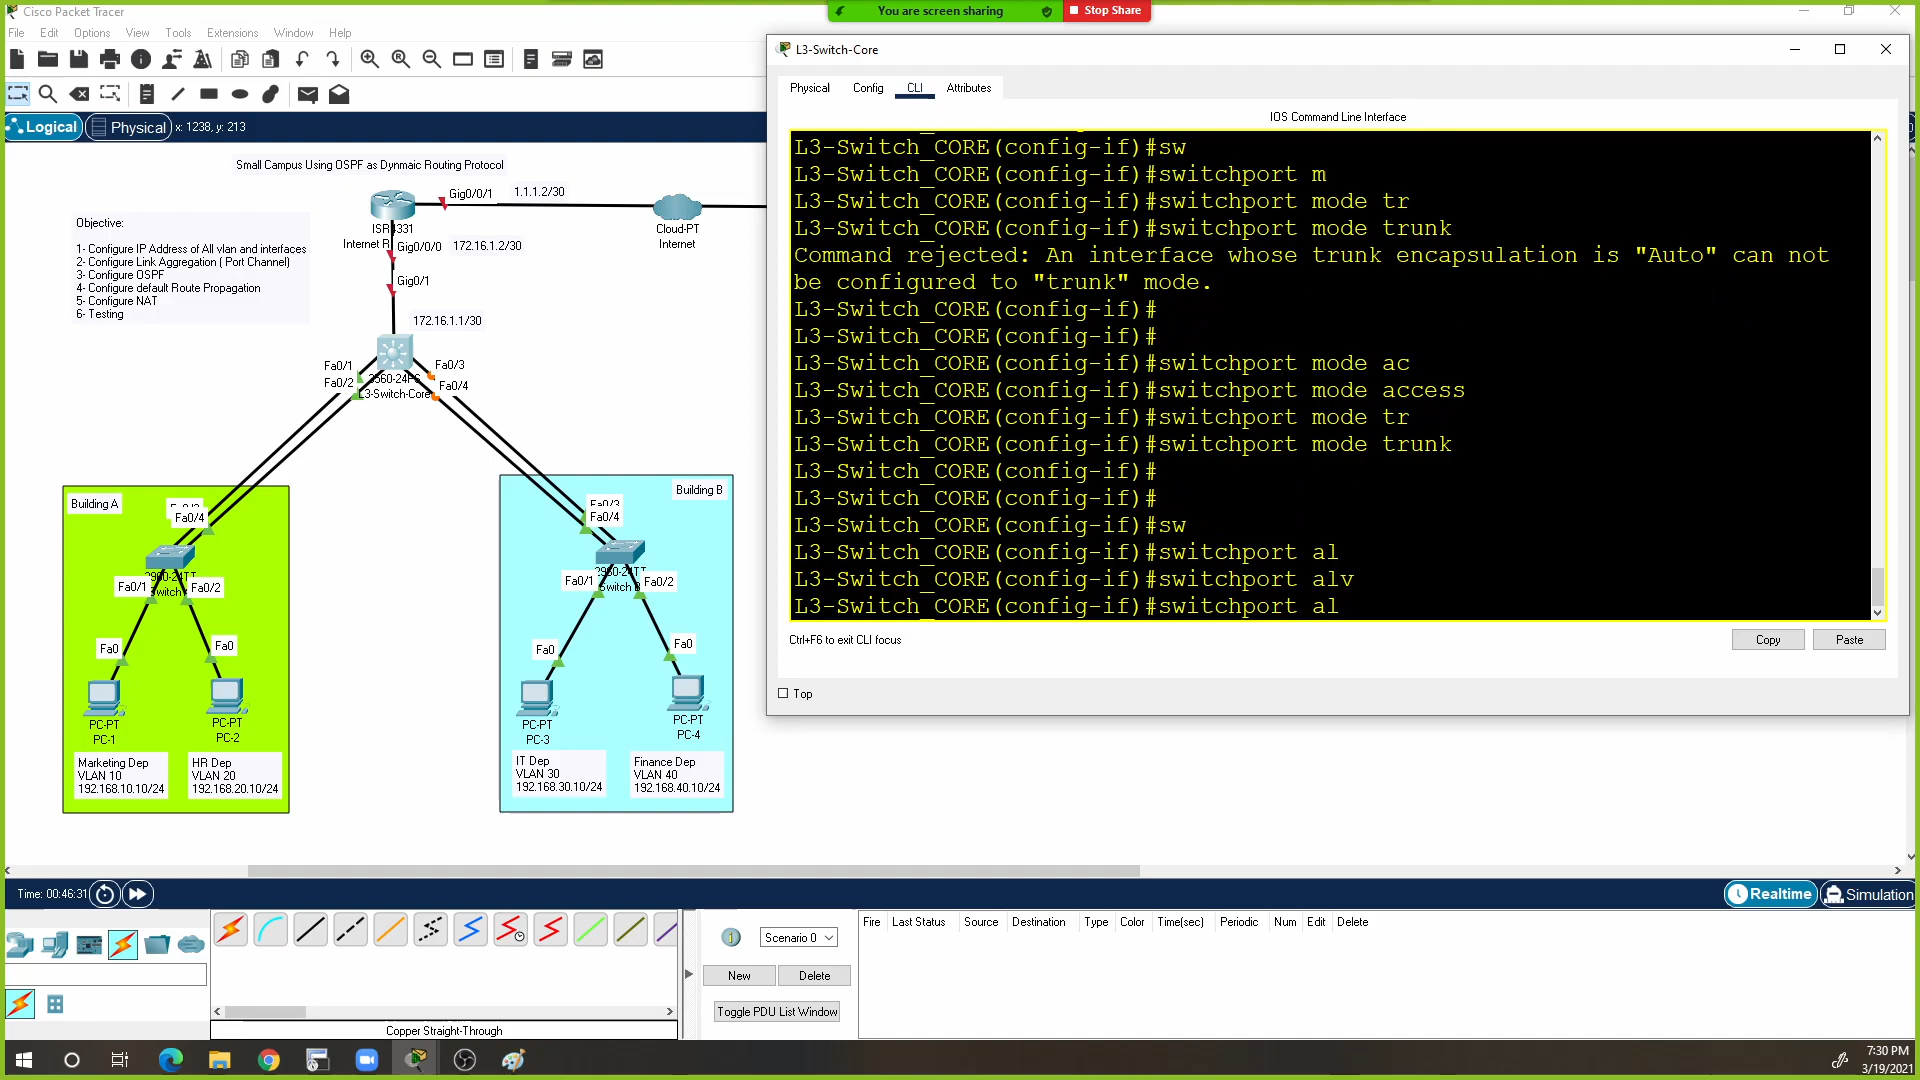 Cisco Packet Tracer
You are screen sharing
Stop Share
File Edit Options View Tools Extensions Window Help
Logical
Physical
x: 1238, y: 213
Small Campus Using OSPF as Dynmaic Routing Protocol
Objective:
1- Configure IP Address of All vlan and interfaces
2- Configure Link Aggregation ( Port Channel)
3- Configure OSPF
4- Configure default Route Propagation
5- Configure NAT
6- Testing
Gig0/0/1
1.1.1.2/30
Internet R
Gig0/0/0
172.16.1.2/30
Cloud-PT
Internet
Gig0/1
172.16.1.1/30
Fa0/1
Fa0/2
Fa0/3
Fa0/4
L3-Switch-Core
Building A
Fa0/4
Fa0/1
Fa0/2
Fa0
Fa0
PC-PT
PC-1
PC-PT
PC-2
Marketing Dep
VLAN 10
192.168.10.10/24
HR Dep
VLAN 20
192.168.20.10/24
Building B
Fa0/3
Fa0/4
Fa0/1
Fa0/2
Fa0
Fa0
PC-PT
PC-3
PC-PT
PC-4
IT Dep
VLAN 30
192.168.30.10/24
Finance Dep
VLAN 40
192.168.40.10/24
L3-Switch-Core
Physical Config CLI Attributes
IOS Command Line Interface
L3-Switch_CORE(config-if)#sw
L3-Switch_CORE(config-if)#switchport m
L3-Switch_CORE(config-if)#switchport mode tr
L3-Switch_CORE(config-if)#switchport mode trunk
Command rejected: An interface whose trunk encapsulation is "Auto" can not
be configured to "trunk" mode.
L3-Switch_CORE(config-if)#
L3-Switch_CORE(config-if)#
L3-Switch_CORE(config-if)#switchport mode ac
L3-Switch_CORE(config-if)#switchport mode access
L3-Switch_CORE(config-if)#switchport mode tr
L3-Switch_CORE(config-if)#switchport mode trunk
L3-Switch_CORE(config-if)#
L3-Switch_CORE(config-if)#
L3-Switch_CORE(config-if)#sw
L3-Switch_CORE(config-if)#switchport al
L3-Switch_CORE(config-if)#switchport alv
L3-Switch_CORE(config-if)#switchport al
Ctrl+F6 to exit CLI focus
Copy
Paste
Top
Time: 00:46:31
Realtime
Simulation
Scenario 0
New
Delete
Toggle PDU List Window
Fire Last Status Source Destination Type Color Time(sec) Periodic Num Edit Delete
Copper Straight-Through
7:30 PM
3/19/2021